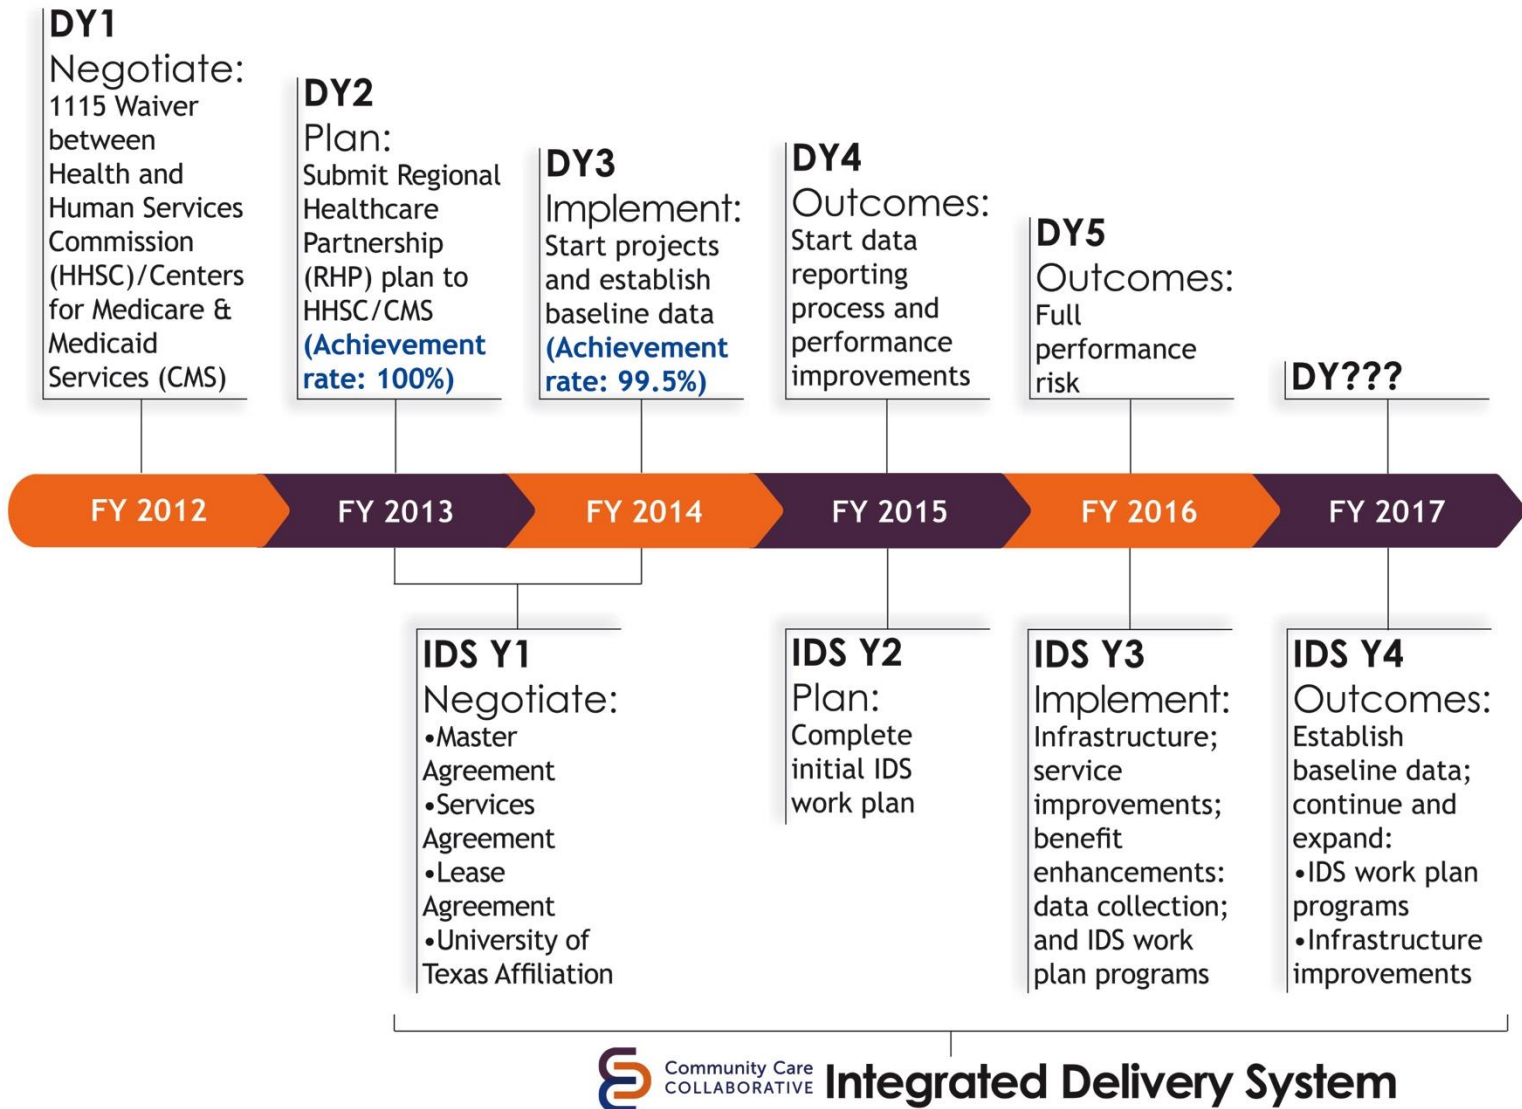 DY1
Negotiate:
1115 Waiver
between
Health and
Human Services
Commission
(HHSC)/Centers
for Medicare &
Medicaid
Services (CMS)
DY2
Plan:
Submit Regional
Healthcare
Partnership
(RHP) plan to
HHSC/CMS
(Achievement
rate: 100%)
DY3
Implement:
Start projects
and establish
baseline data
(Achievement
rate: 99.5%)
DY4
Outcomes:
Start data
reporting
process and
performance
improvements
DY5
Outcomes:
Full
performance
risk
DY???
FY 2012
FY 2013
FY 2014
FY 2015
FY 2016
FY 2017
IDS Y1
Negotiate:
•Master
Agreement
•Services
Agreement
•Lease
Agreement
•University of
Texas Affiliation
IDS Y2
Plan:
Complete
initial IDS
work plan
IDS Y3
Implement:
Infrastructure;
service
improvements;
benefit
enhancements:
data collection;
and IDS work
plan programs
IDS Y4
Outcomes:
Establish
baseline data;
continue and
expand:
•IDS work plan
programs
•Infrastructure
improvements
Community Care
COLLABORATIVE
Integrated Delivery System